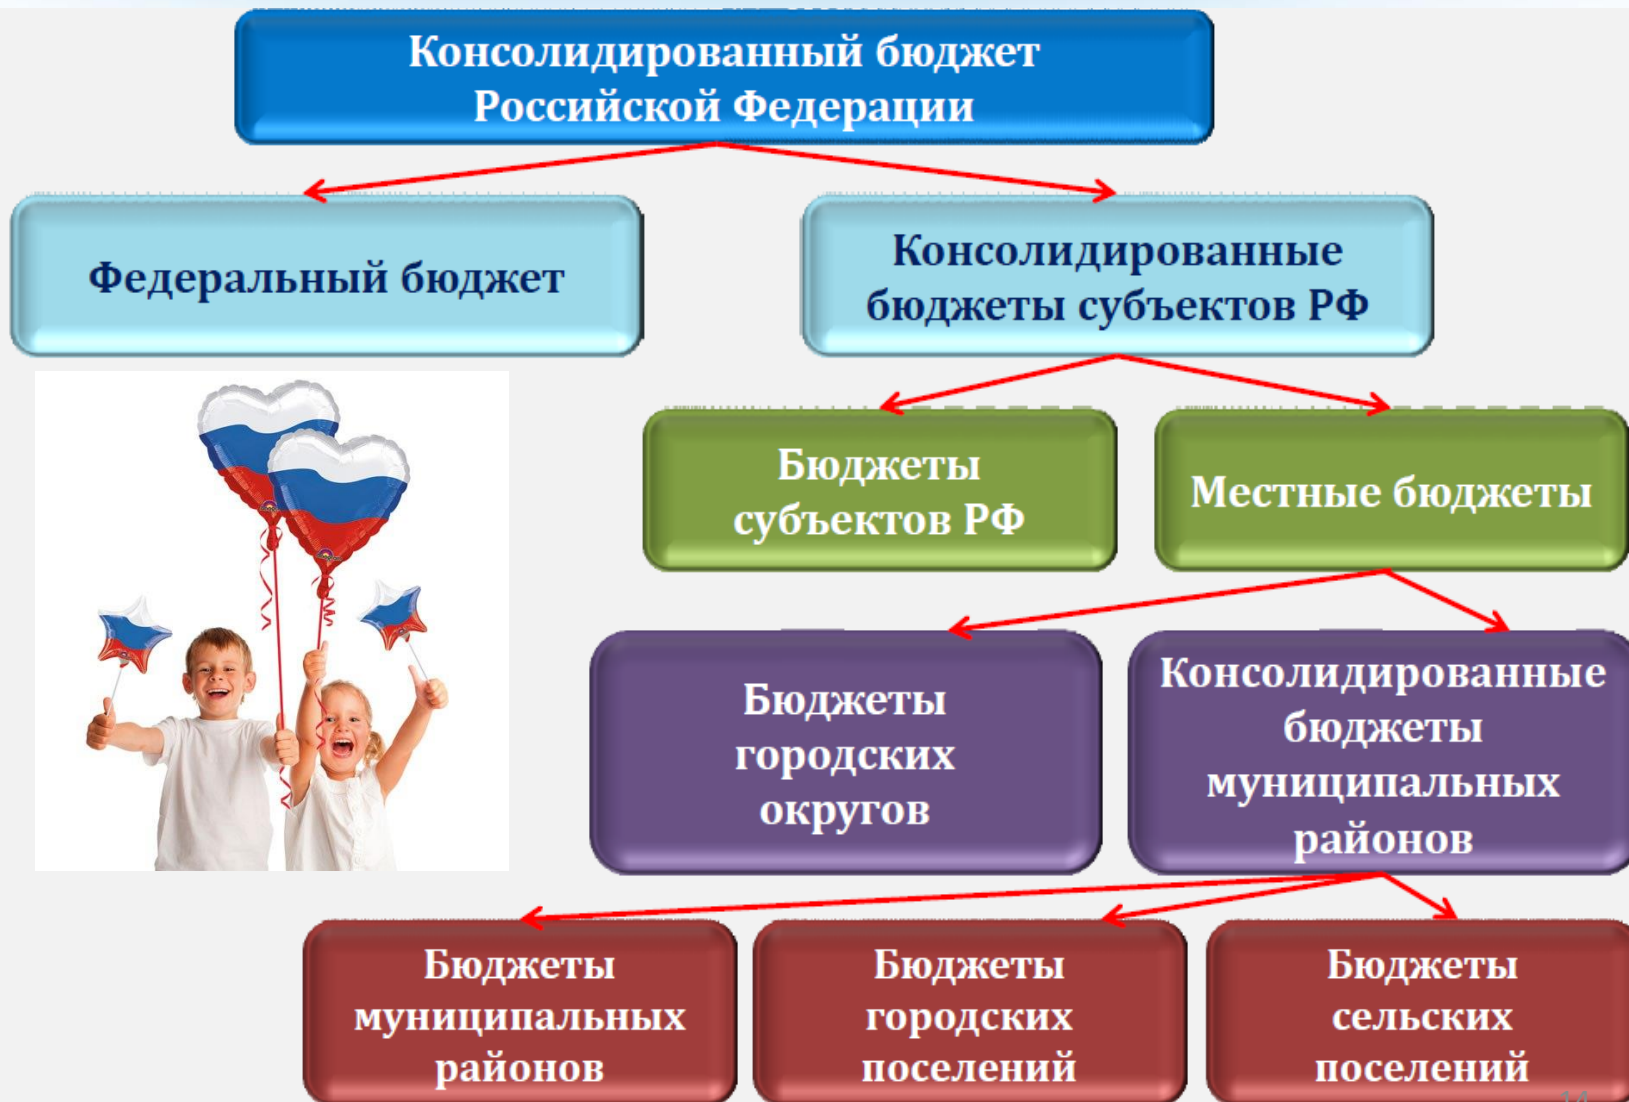 Консолидированный бюджет
Российской Федерации
Федеральный бюджет
Консолидированные
бюджеты субъектов РФ
Бюджеты
субъектов РФ
Местные бюджеты
Бюджеты
городских
округов
Консолидированные
бюджеты
муниципальных
районов
Бюджеты
муниципальных
районов
Бюджеты
городских
поселений
Бюджеты
сельских
поселений
14